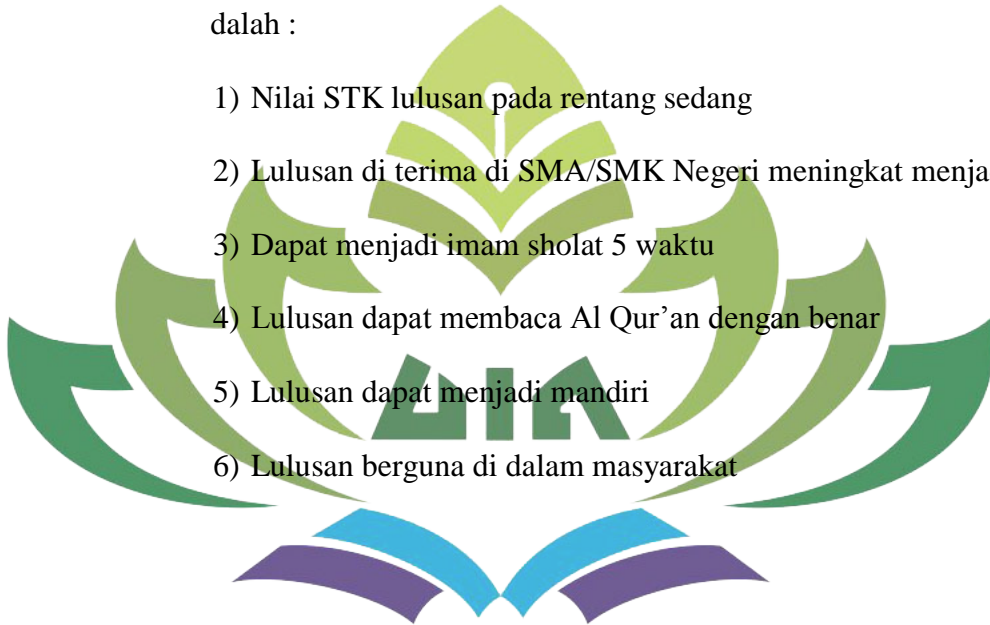 dalah :
1) Nilai STK lulusan pada rentang sedang
2) Lulusan di terima di SMA/SMK Negeri meningkat menja
3) Dapat menjadi imam sholat 5 waktu
4) Lulusan dapat membaca Al Qur’an dengan benar
5) Lulusan dapat menjadi mandiri
6) Lulusan berguna di dalam masyarakat